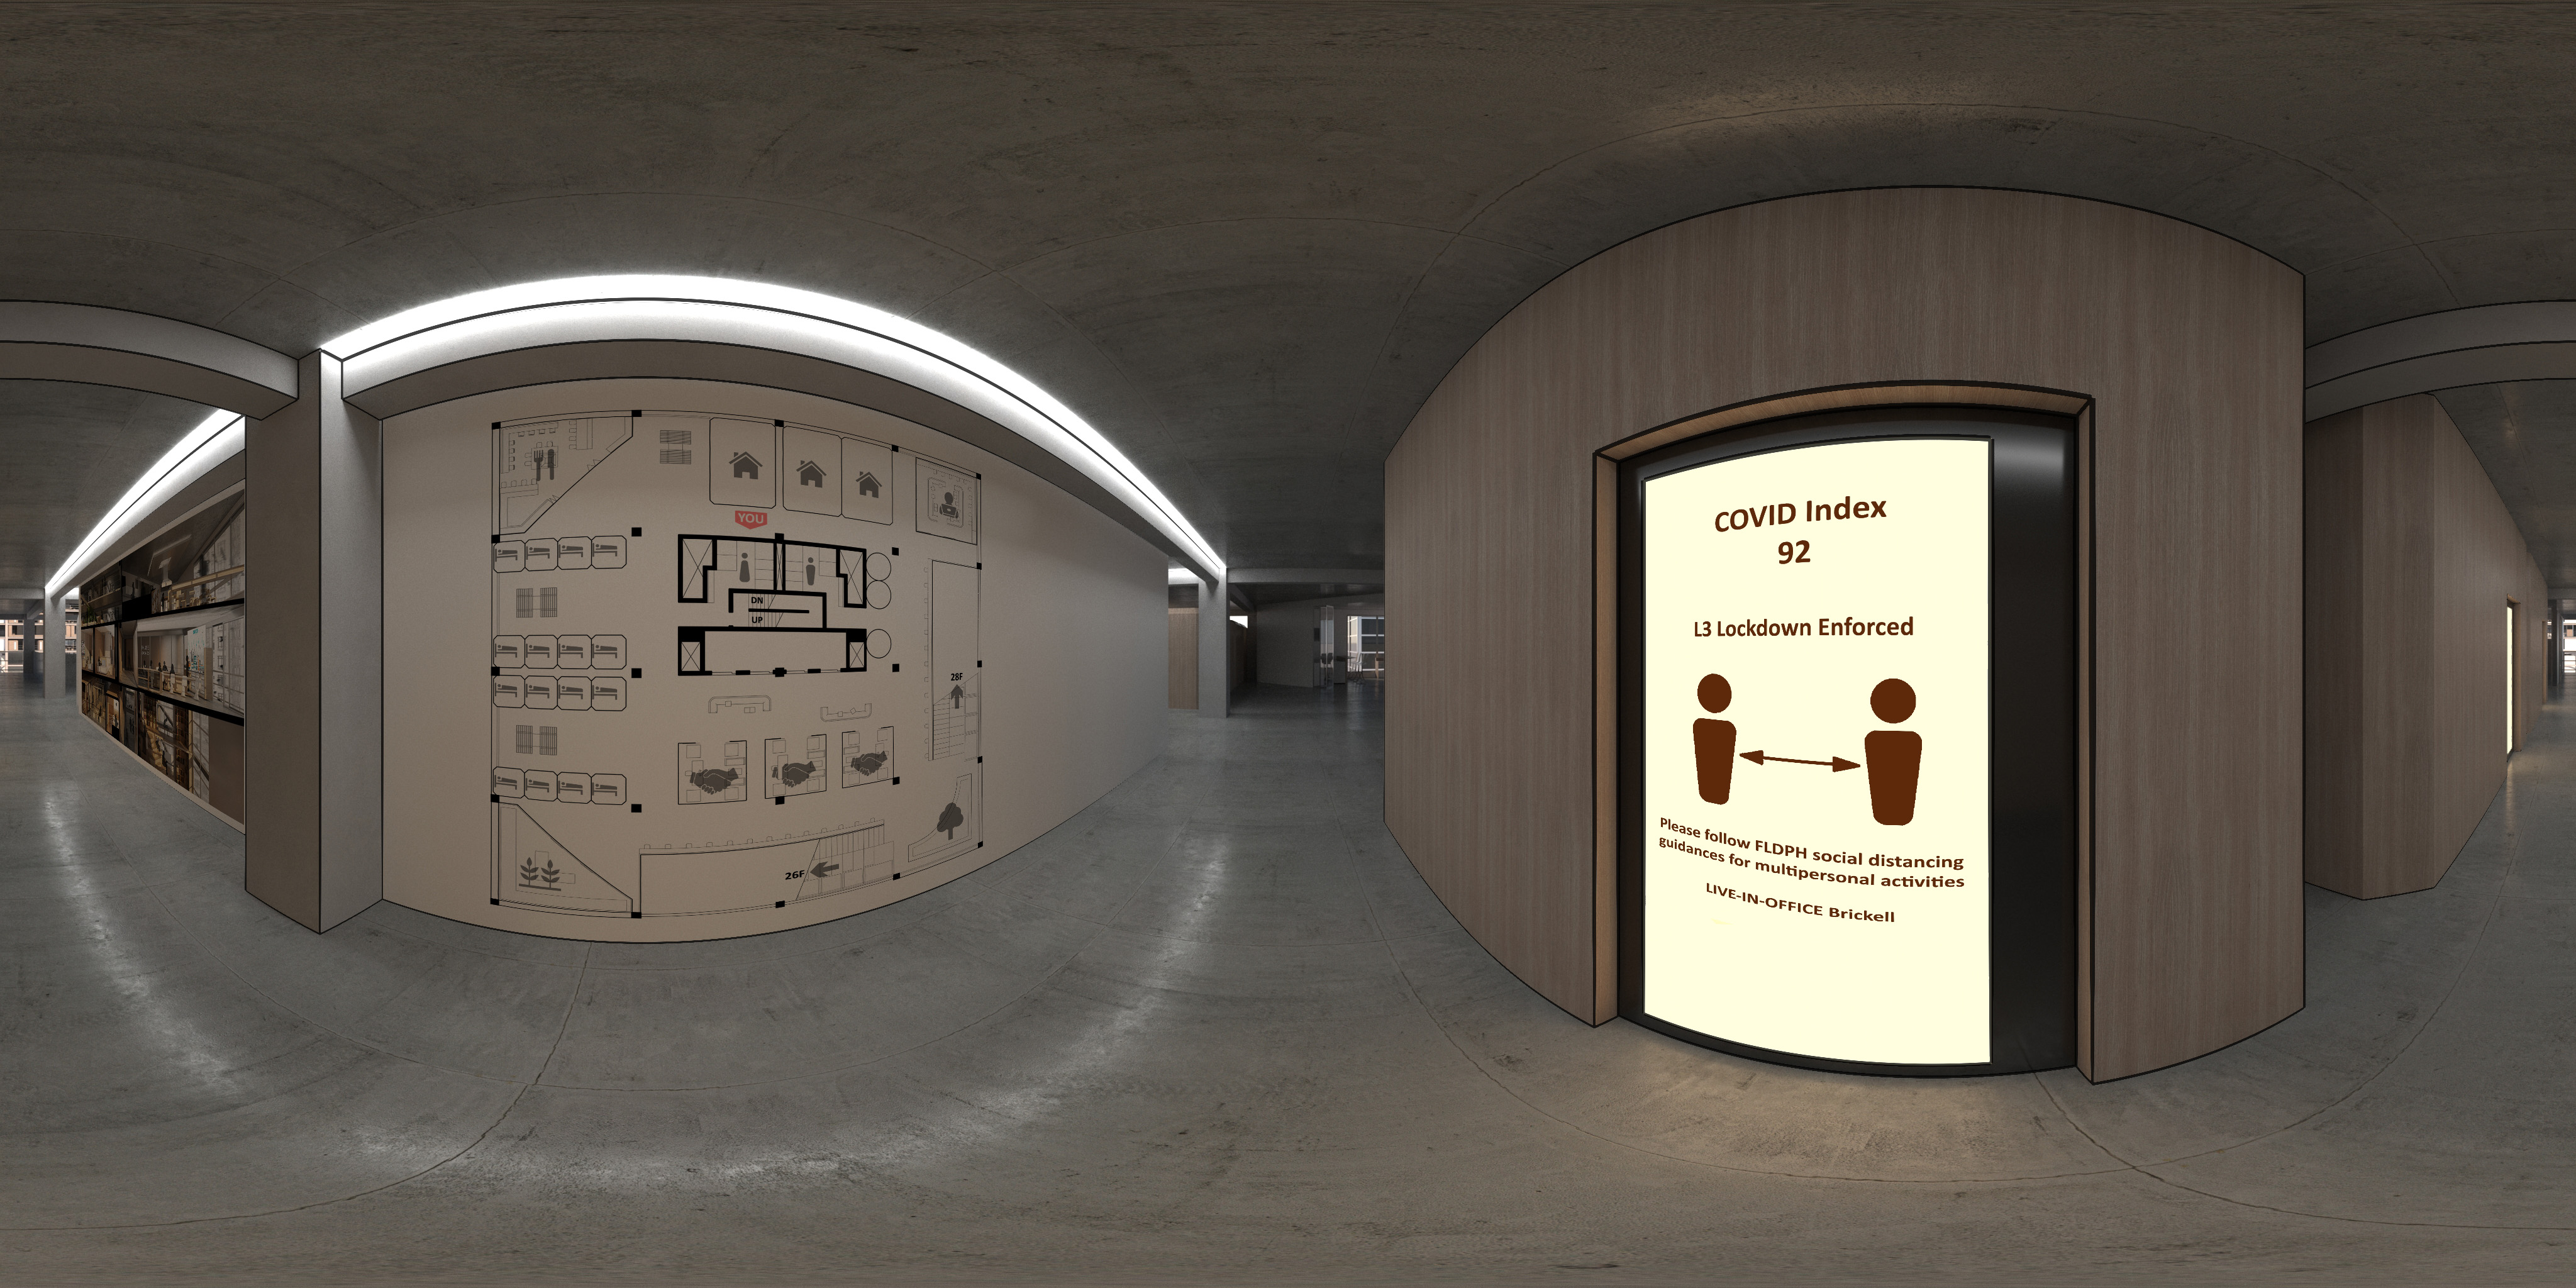 YOU
DN
UP
28F
26F
COVID Index
92
L3 Lockdown Enforced
Please follow FLDPH social distancing
guidances for multipersonal activities
LIVE-IN-OFFICE Brickell